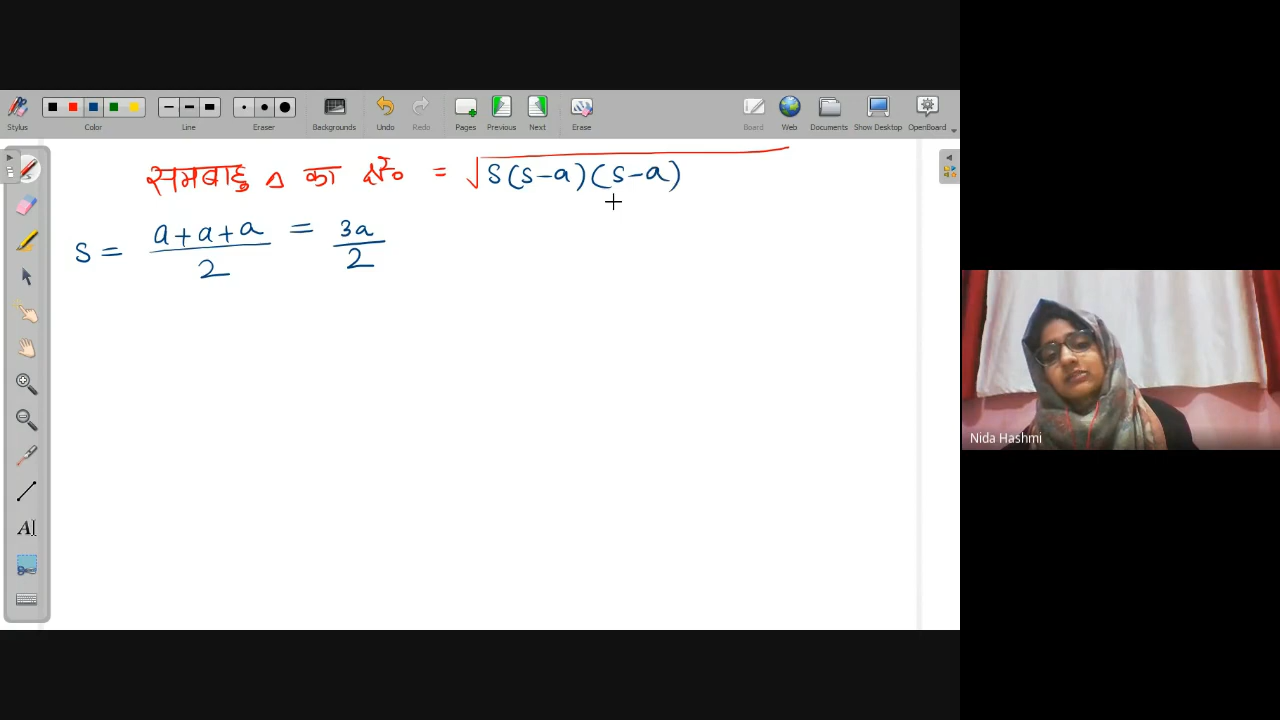 Stylus Color Line Eraser Backgrounds Undo Redo Pages Previous Next Erase Board Web Documents Show Desktop OpenBoard
समबाहु Δ का क्षे० = √S(S-a)(S-a)
S = a+a+a/2 = 3a/2
Nida Hashmi